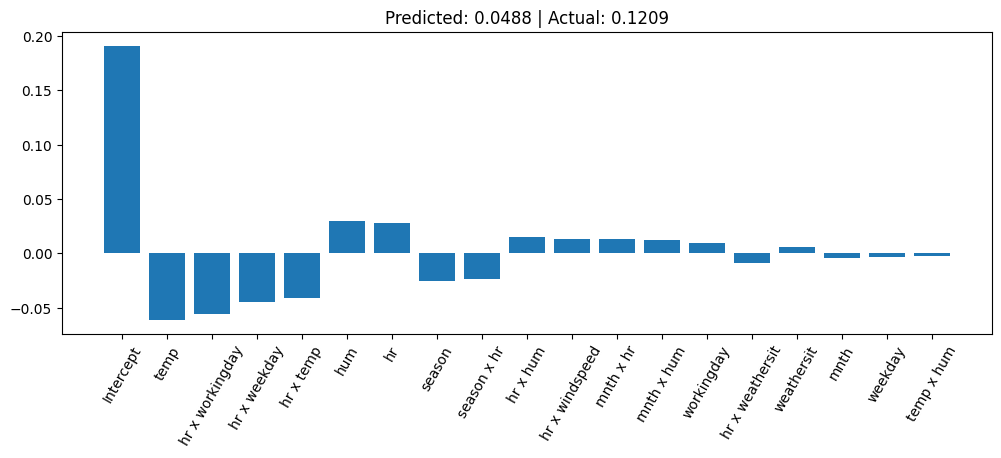 Predicted: 0.0488 | Actual: 0.1209
0.20
0.15
0.10
0.05
0.00
−0.05
Intercept
temp
hr x workingday
hr x weekday
hr x temp
hum
hr
season
season x hr
hr x hum
hr x windspeed
mnth x hr
mnth x hum
workingday
hr x weathersit
weathersit
mnth
weekday
temp x hum